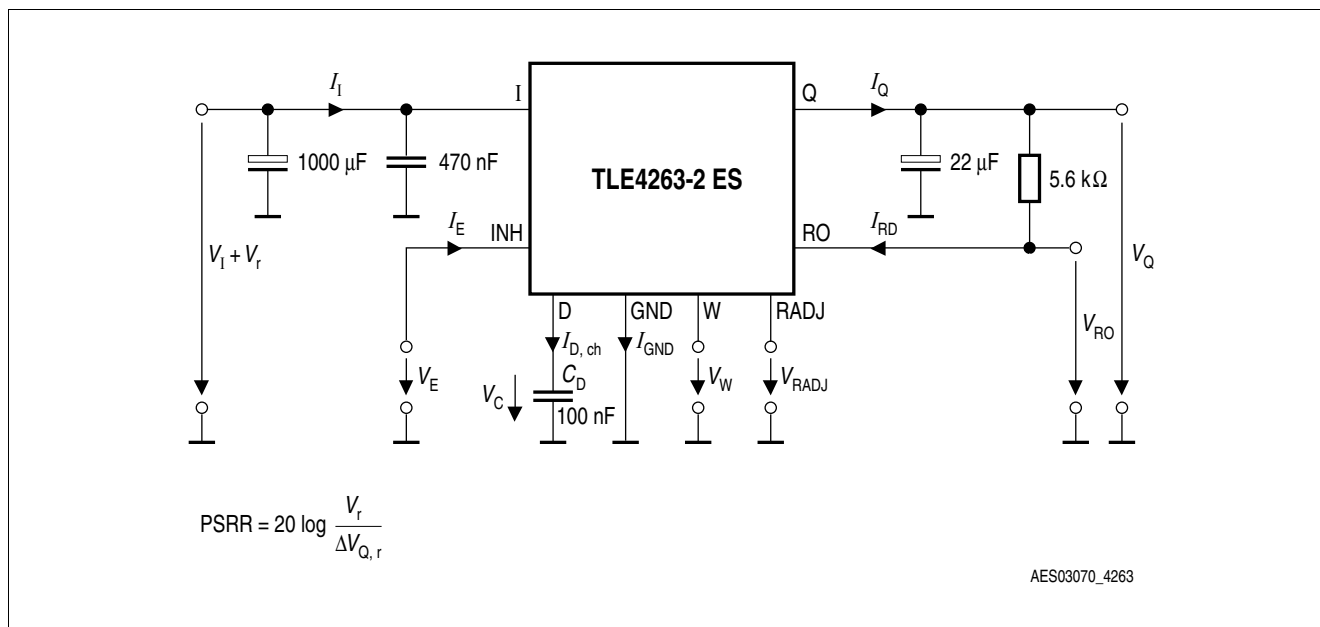 I_I
I
Q
I_Q
1000 µF
470 nF
TLE4263-2 ES
22 µF
5.6 kΩ
I_E
INH
RO
I_RD
V_I + V_r
V_Q
D
GND
W
RADJ
V_RO
I_D, ch
I_GND
V_E
V_C
C_D
V_W
V_RADJ
100 nF
PSRR = 20 log V_r / ΔV_Q, r
AES03070_4263